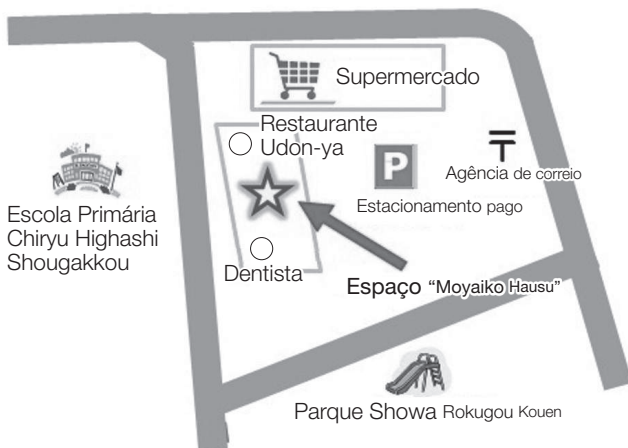 Supermercado
Restaurante
Udon-ya
P
〒
Agência de correio
Estacionamento pago
Escola Primária
Chiryu Highashi
Shougakkou
Dentista
Espaço “Moyaiko Hausu”
Parque Showa Rokugou Kouen